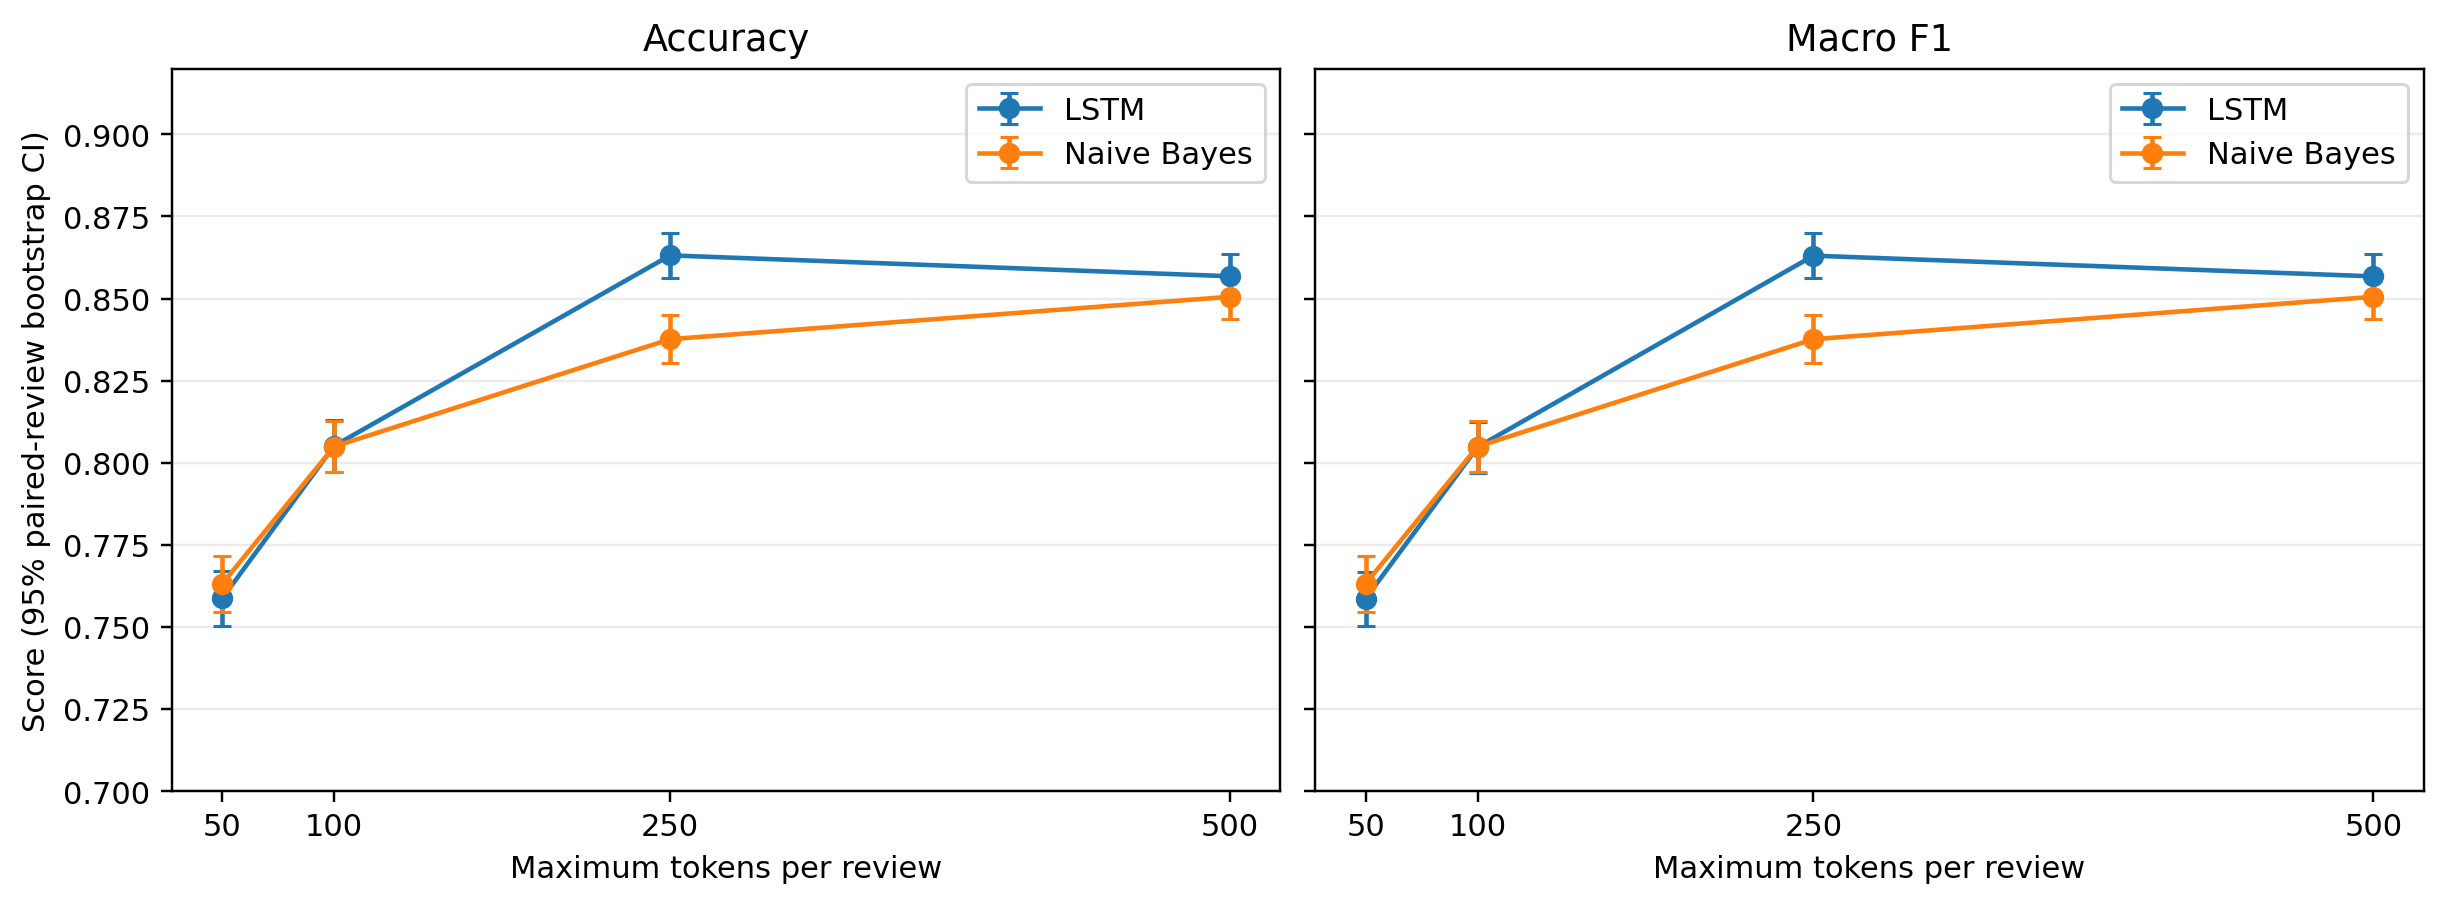 Accuracy
Score (95% paired-review bootstrap CI)
0.900
0.875
0.850
0.825
0.800
0.775
0.750
0.725
0.700
LSTM
Naive Bayes
50 100 250 500
Maximum tokens per review
Macro F1
LSTM
Naive Bayes
50 100 250 500
Maximum tokens per review